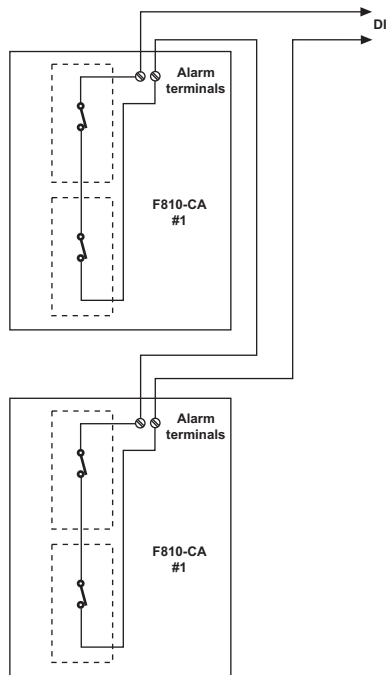 DI
Alarm
terminals
F810-CA
#1
Alarm
terminals
F810-CA
#1